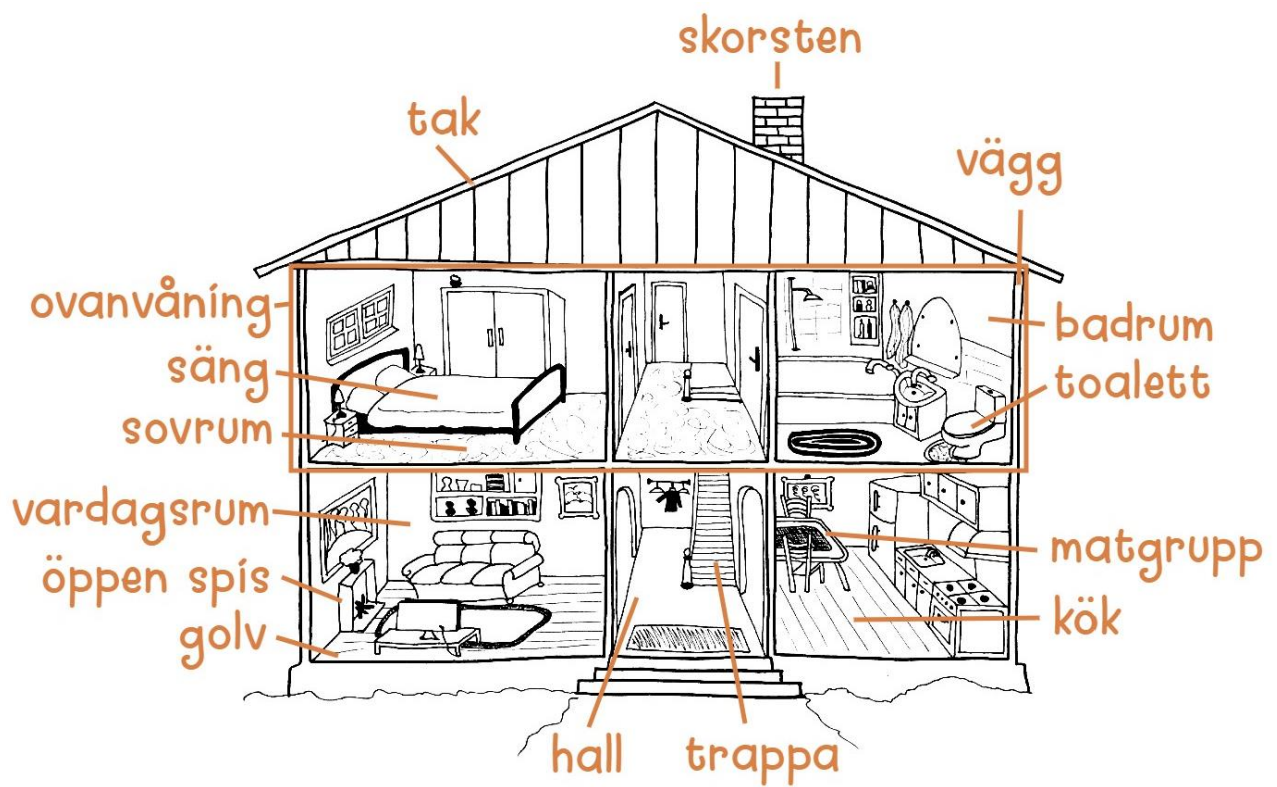 skorsten
tak
vägg
ovanvåning
badrum
säng
toalett
sovrum
vardagsrum
matgrupp
öppen spis
kök
golv
hall
trappa